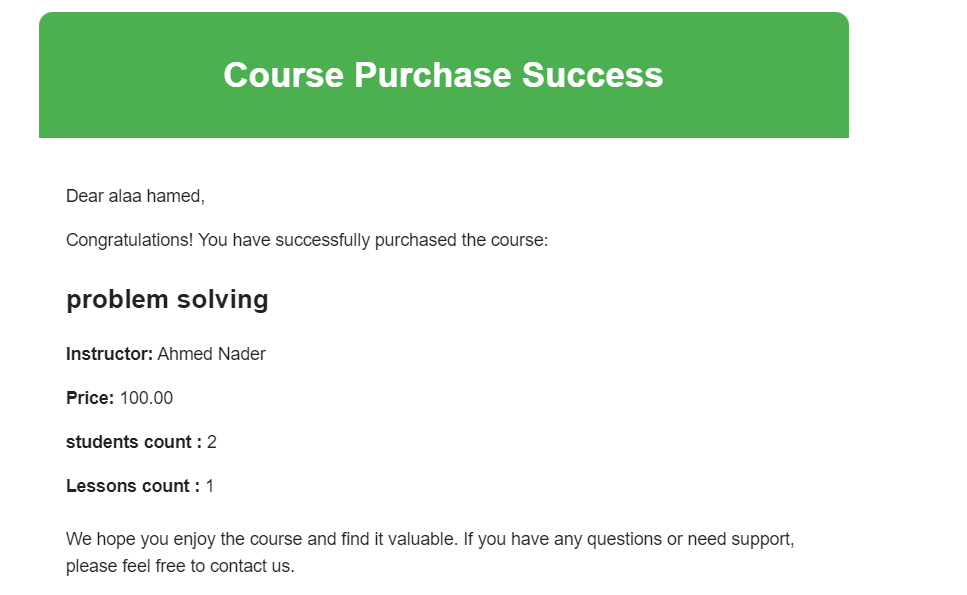 Course Purchase Success
Dear alaa hamed,
Congratulations! You have successfully purchased the course:
problem solving
Instructor: Ahmed Nader
Price: 100.00
students count : 2
Lessons count : 1
We hope you enjoy the course and find it valuable. If you have any questions or need support,
please feel free to contact us.